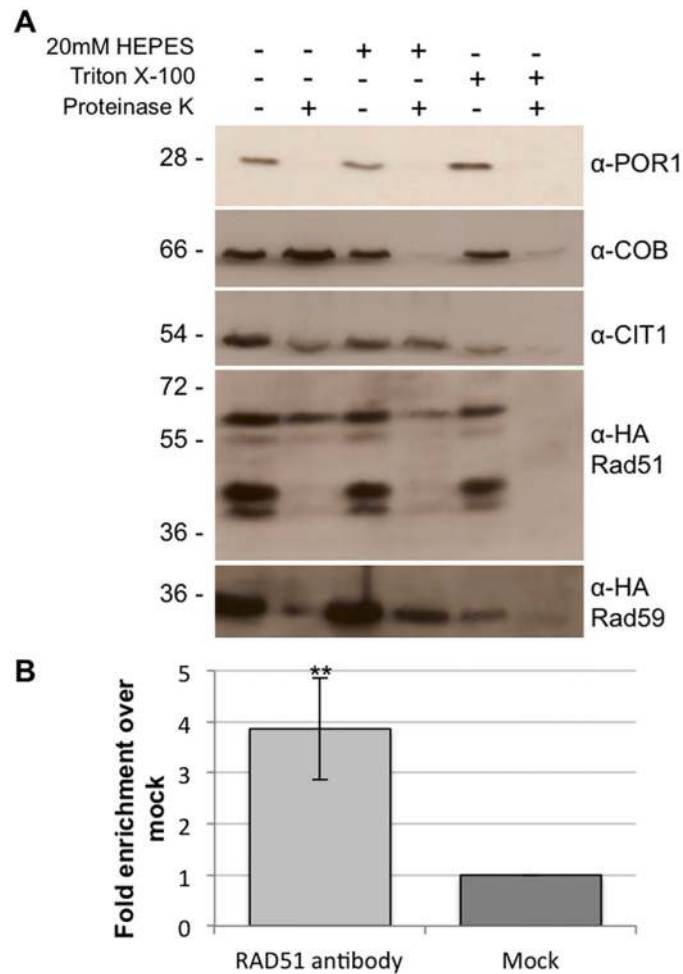 A
20mM HEPES - - + + - -
Triton X-100 - - - - + +
Proteinase K - + - + - +
28 - α-POR1
66 - α-COB
54 - α-CIT1
72 -
55 - α-HA
Rad51
36 -
36 - α-HA
Rad59
B
Fold enrichment over
mock
5
4
3
2
1
0
**
RAD51 antibody Mock